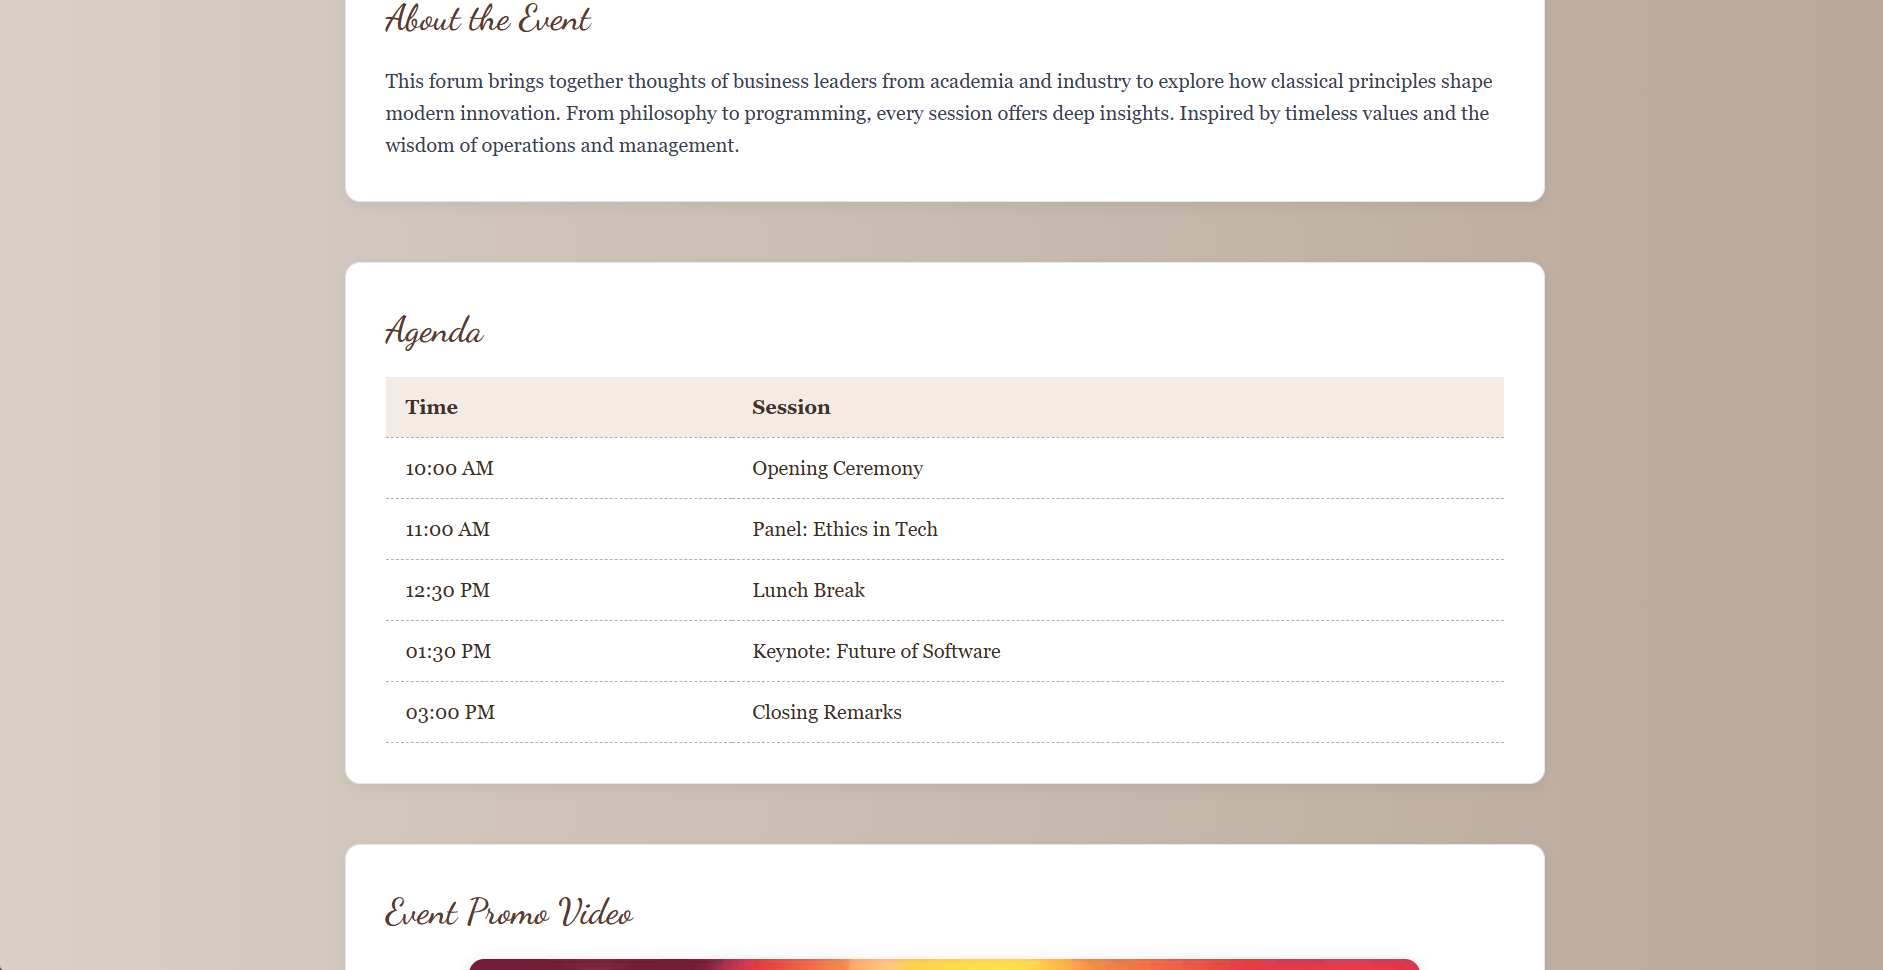 About the Event
This forum brings together thoughts of business leaders from academia and industry to explore how classical principles shape
modern innovation. From philosophy to programming, every session offers deep insights. Inspired by timeless values and the
wisdom of operations and management.
Agenda
Time Session
10:00 AM Opening Ceremony
11:00 AM Panel: Ethics in Tech
12:30 PM Lunch Break
01:30 PM Keynote: Future of Software
03:00 PM Closing Remarks
Event Promo Video